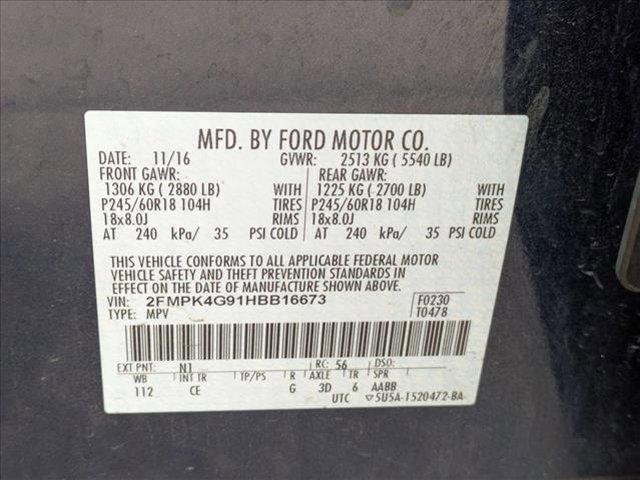 MFD. BY FORD MOTOR CO.
DATE: 11/16 GVWR: 2513 KG ( 5540 LB)
FRONT GAWR: REAR GAWR:
1306 KG ( 2880 LB) WITH 1225 KG ( 2700 LB) WITH
P245/60R18 104H TIRES P245/60R18 104H TIRES
18x8.0J RIMS 18x8.0J RIMS
AT 240 kPa/ 35 PSI COLD AT 240 kPa/ 35 PSI COLD
THIS VEHICLE CONFORMS TO ALL APPLICABLE FEDERAL MOTOR
VEHICLE SAFETY AND THEFT PREVENTION STANDARDS IN
EFFECT ON THE DATE OF MANUFACTURE SHOWN ABOVE.
VIN: 2FMPK4G91HBB16673 F0230
TYPE: MPV T0478
EXT PNT: N1 RC: 56 DSO:
WB INT TR TP/PS R AXLE TR SPR
112 CE G 3D 6 AABB
UTC ▽5U5A-1520472-BA